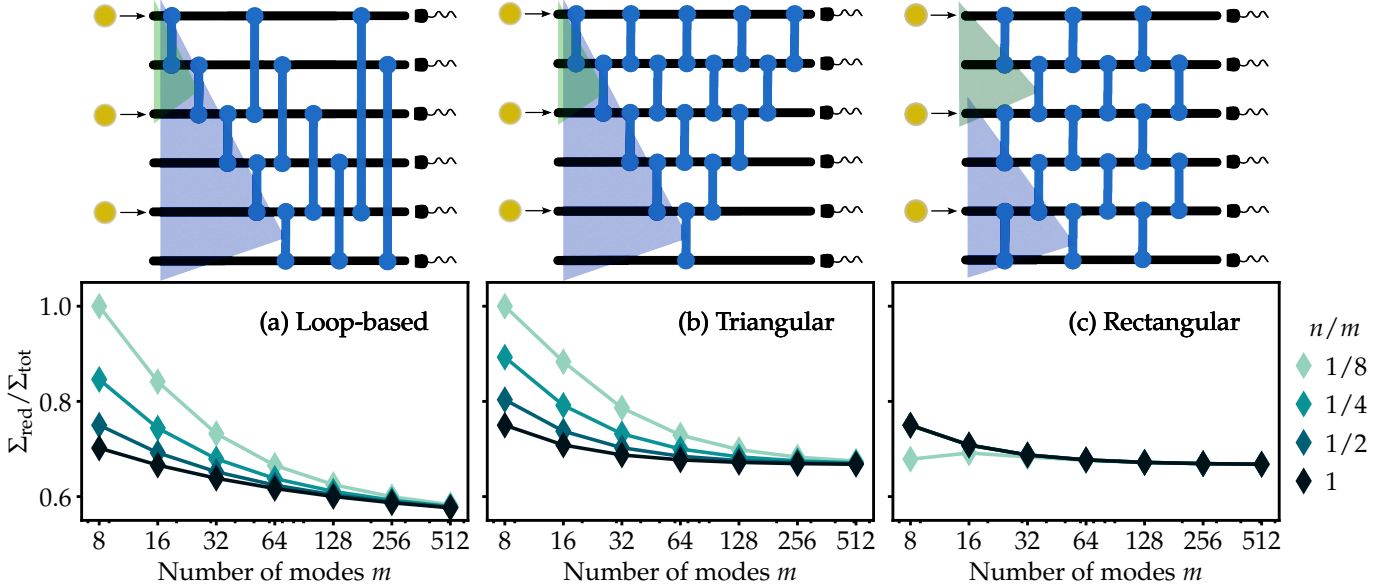 (a) Loop-based
(b) Triangular
(c) Rectangular
Σred/Σtot
1.0
0.8
0.6
8 16 32 64 128 256 512
8 16 32 64 128 256 512
8 16 32 64 128 256 512
Number of modes m
Number of modes m
Number of modes m
n/m
1/8
1/4
1/2
1